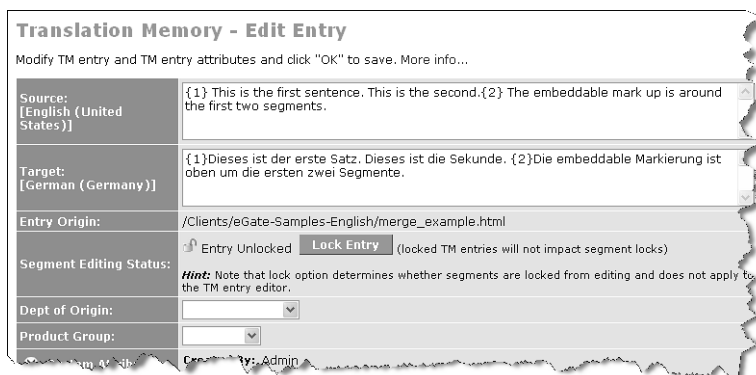 Translation Memory - Edit Entry
Modify TM entry and TM entry attributes and click "OK" to save. More info...
Source:
[English (United
States)]
{1} This is the first sentence. This is the second.{2} The embeddable mark up is around
the first two segments.
Target:
[German (Germany)]
{1}Dieses ist der erste Satz. Dieses ist die Sekunde. {2}Die embeddable Markierung ist
oben um die ersten zwei Segmente.
Entry Origin:
/Clients/eGate-Samples-English/merge_example.html
Segment Editing Status:
Entry Unlocked Lock Entry (locked TM entries will not impact segment locks)
Hint: Note that lock option determines whether segments are locked from editing and does not apply to
the TM entry editor.
Dept of Origin:
Product Group:
Created By: Admin